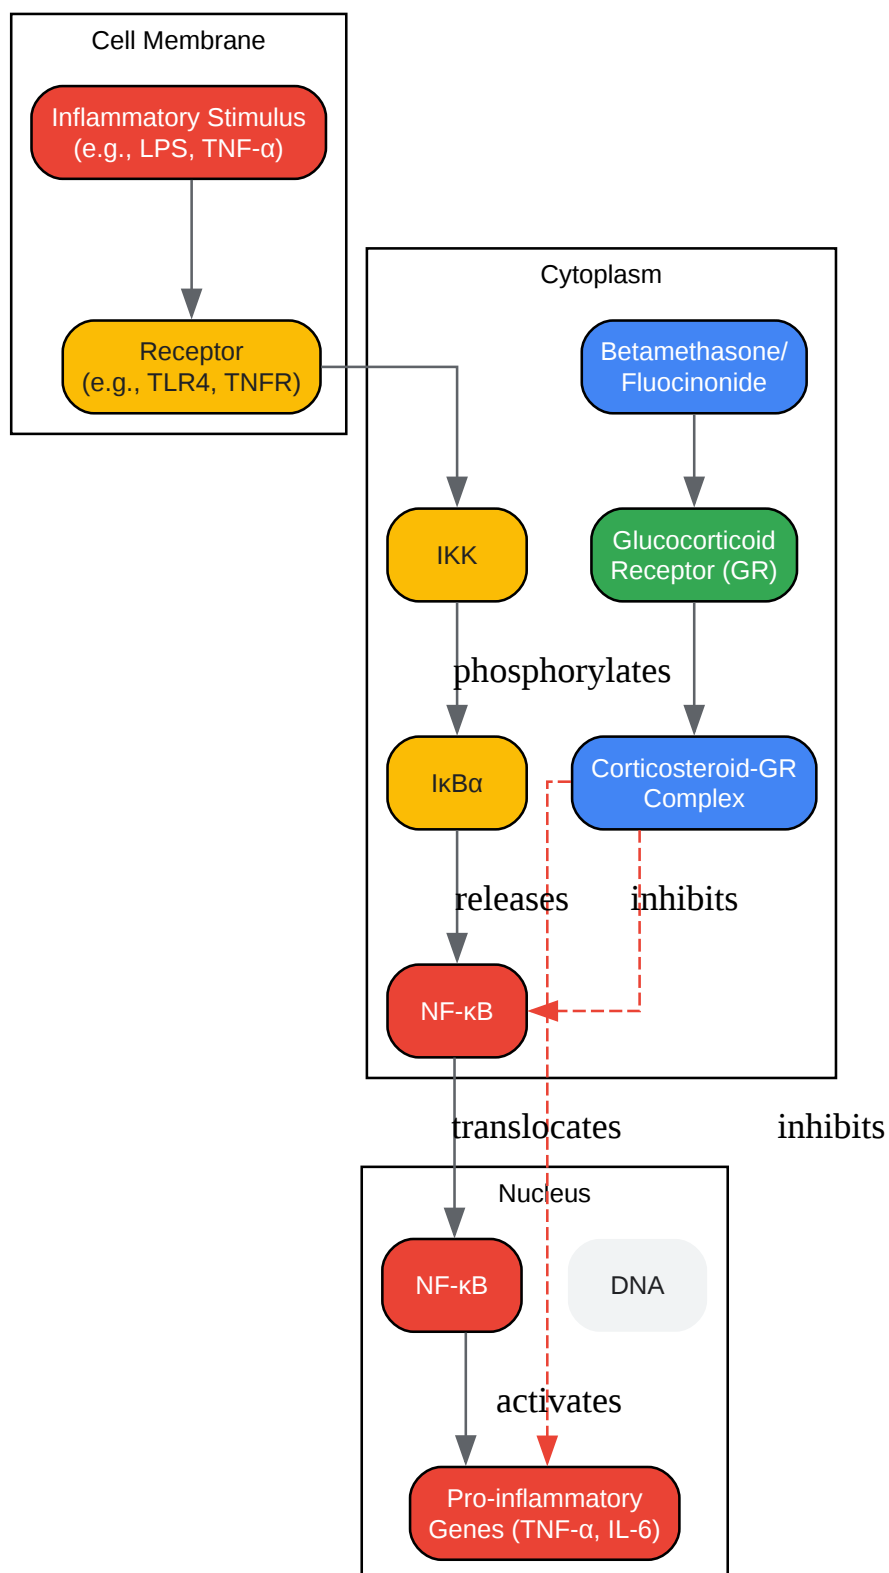 Cell Membrane
Inflammatory Stimulus
(e.g., LPS, TNF-α)
Receptor
(e.g., TLR4, TNFR)
Cytoplasm
Betamethasone/
Fluocinonide
IKK
Glucocorticoid
Receptor (GR)
phosphorylates
IκBα
Corticosteroid-GR
Complex
releases
inhibits
NF-κB
translocates
inhibits
Nucleus
NF-κB
DNA
activates
Pro-inflammatory
Genes (TNF-α, IL-6)